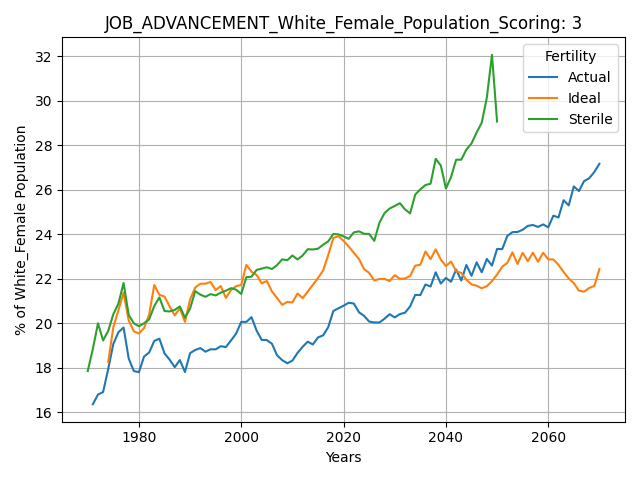 JOB_ADVANCEMENT_White_Female_Population_Scoring: 3
Fertility
Actual
Ideal
Sterile
% of White_Female Population
32
30
28
26
24
22
20
18
16
1980
2000
2020
2040
2060
Years